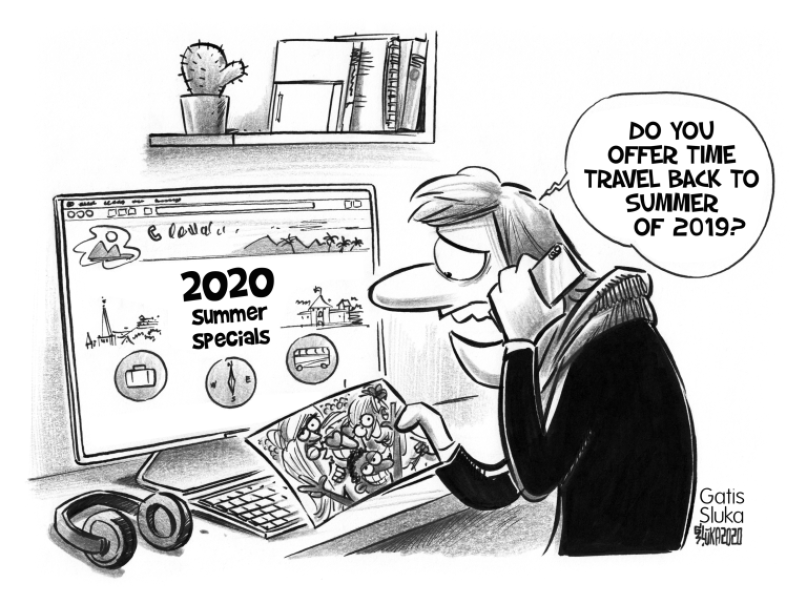 DO YOU
OFFER TIME
TRAVEL BACK TO
SUMMER
OF 2019?
2020
Summer
Specials
N
W E
S
Gatis
Sluka